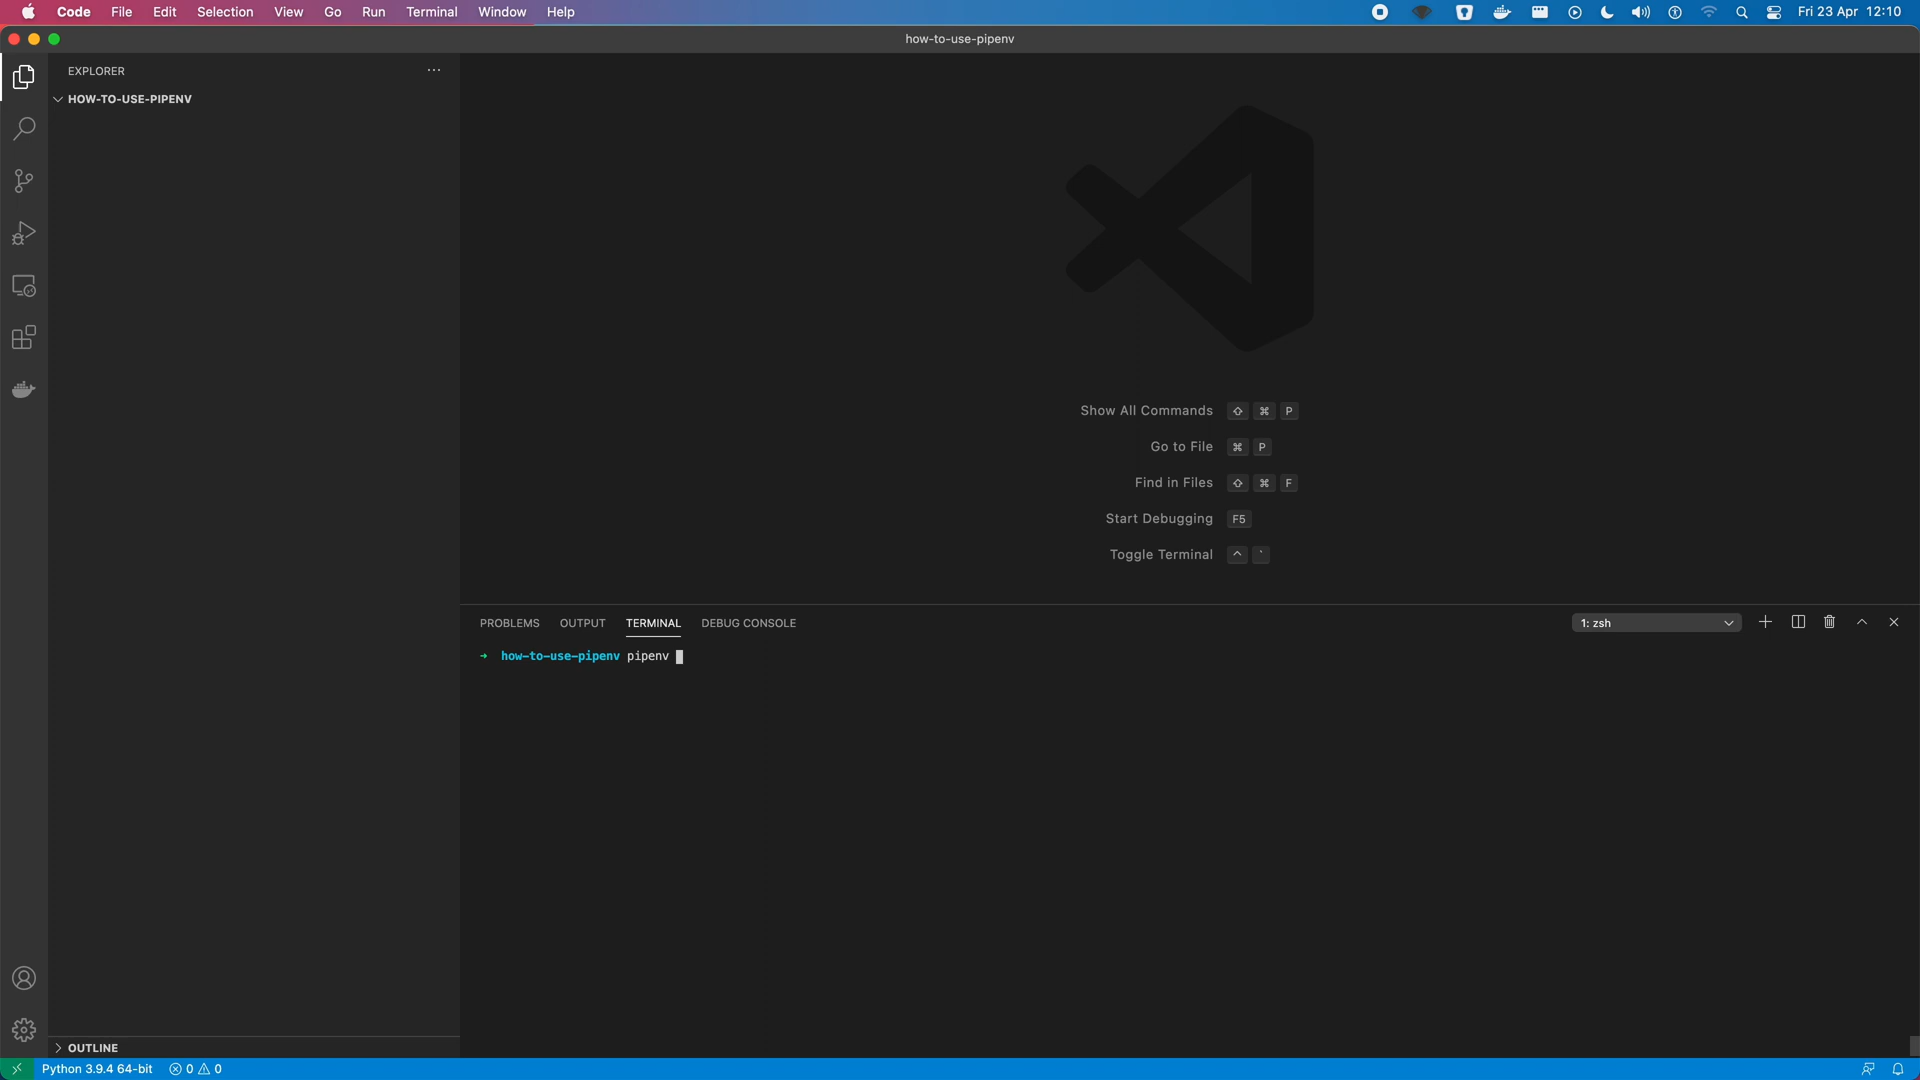 Code File Edit Selection View Go Run Terminal Window Help Fri 23 Apr 12:10
how-to-use-pipenv
EXPLORER
HOW-TO-USE-PIPENV
Show All Commands ⇧ ⌘ P
Go to File ⌘ P
Find in Files ⇧ ⌘ F
Start Debugging F5
Toggle Terminal ^ `
PROBLEMS OUTPUT TERMINAL DEBUG CONSOLE 1: zsh
→ how-to-use-pipenv pipenv
OUTLINE
Python 3.9.4 64-bit 0 0